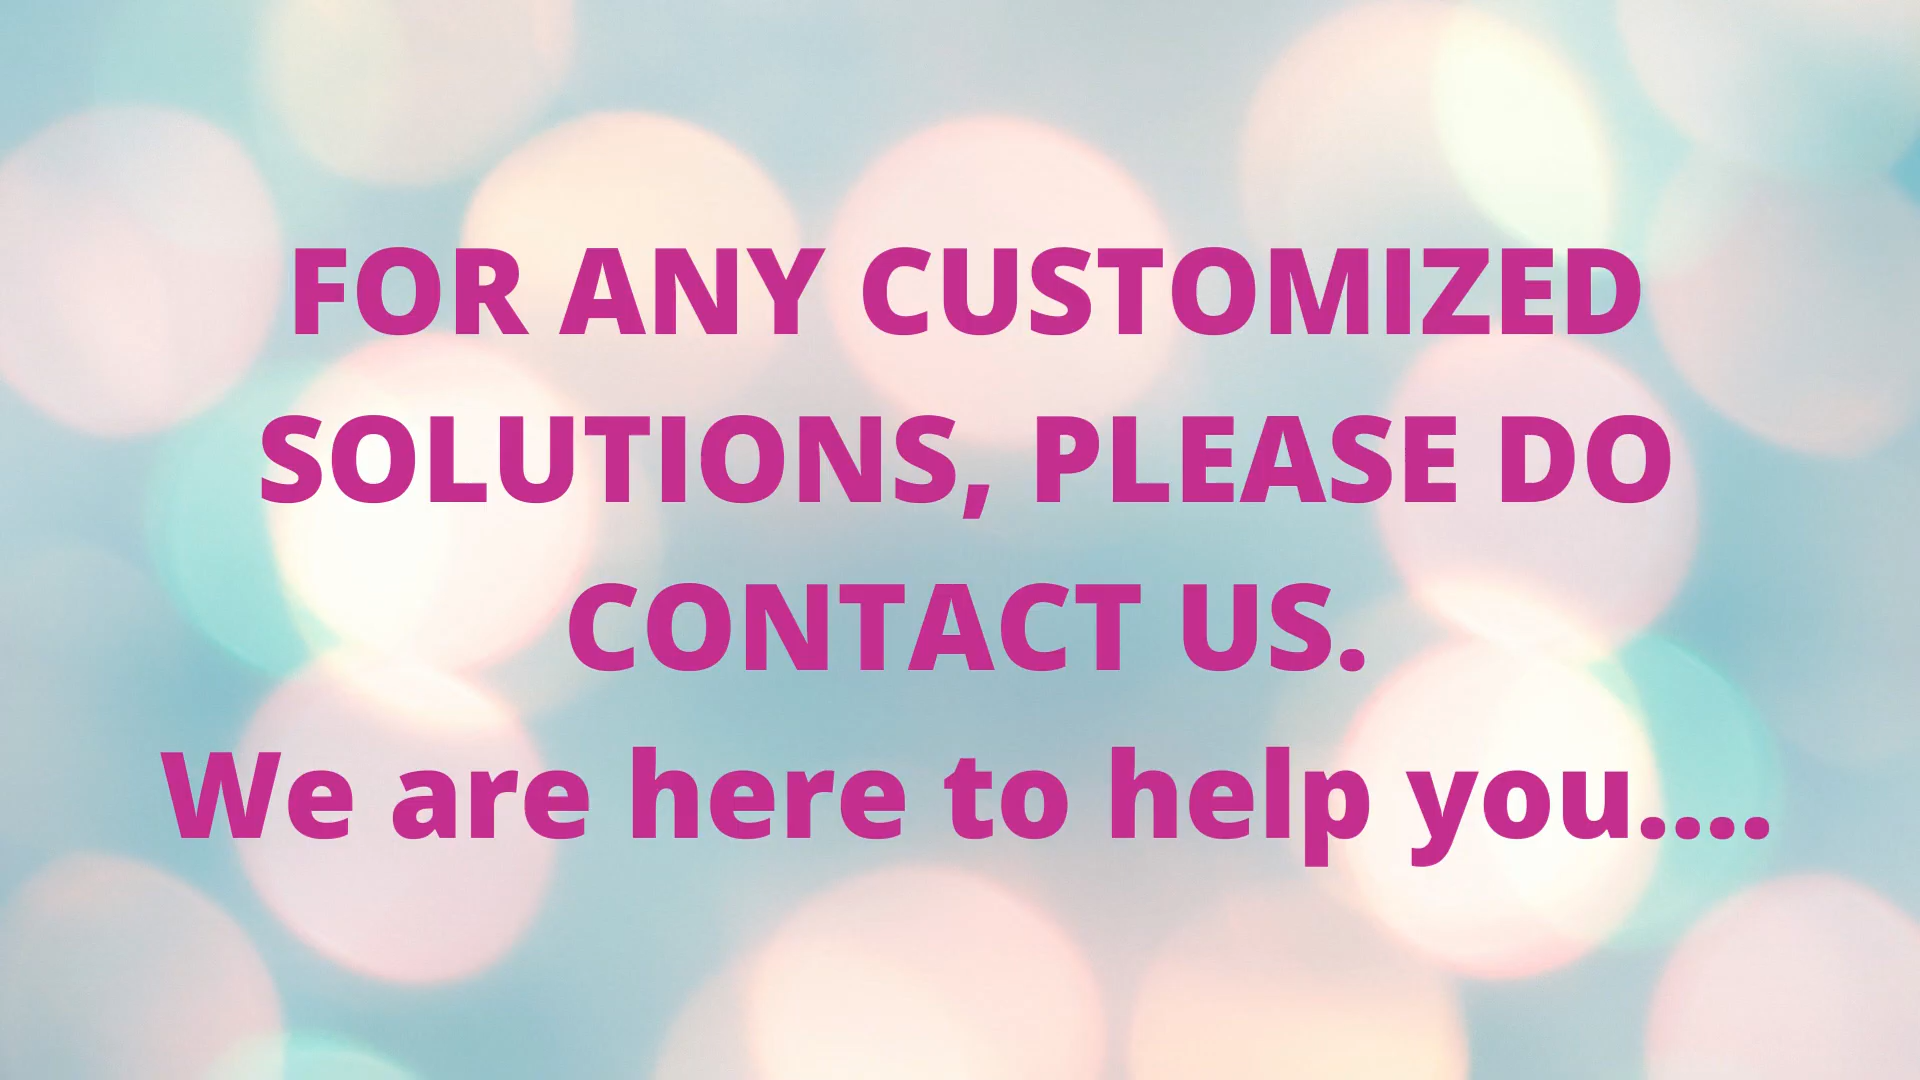 FOR ANY CUSTOMIZED
SOLUTIONS, PLEASE DO
CONTACT US.
We are here to help you....